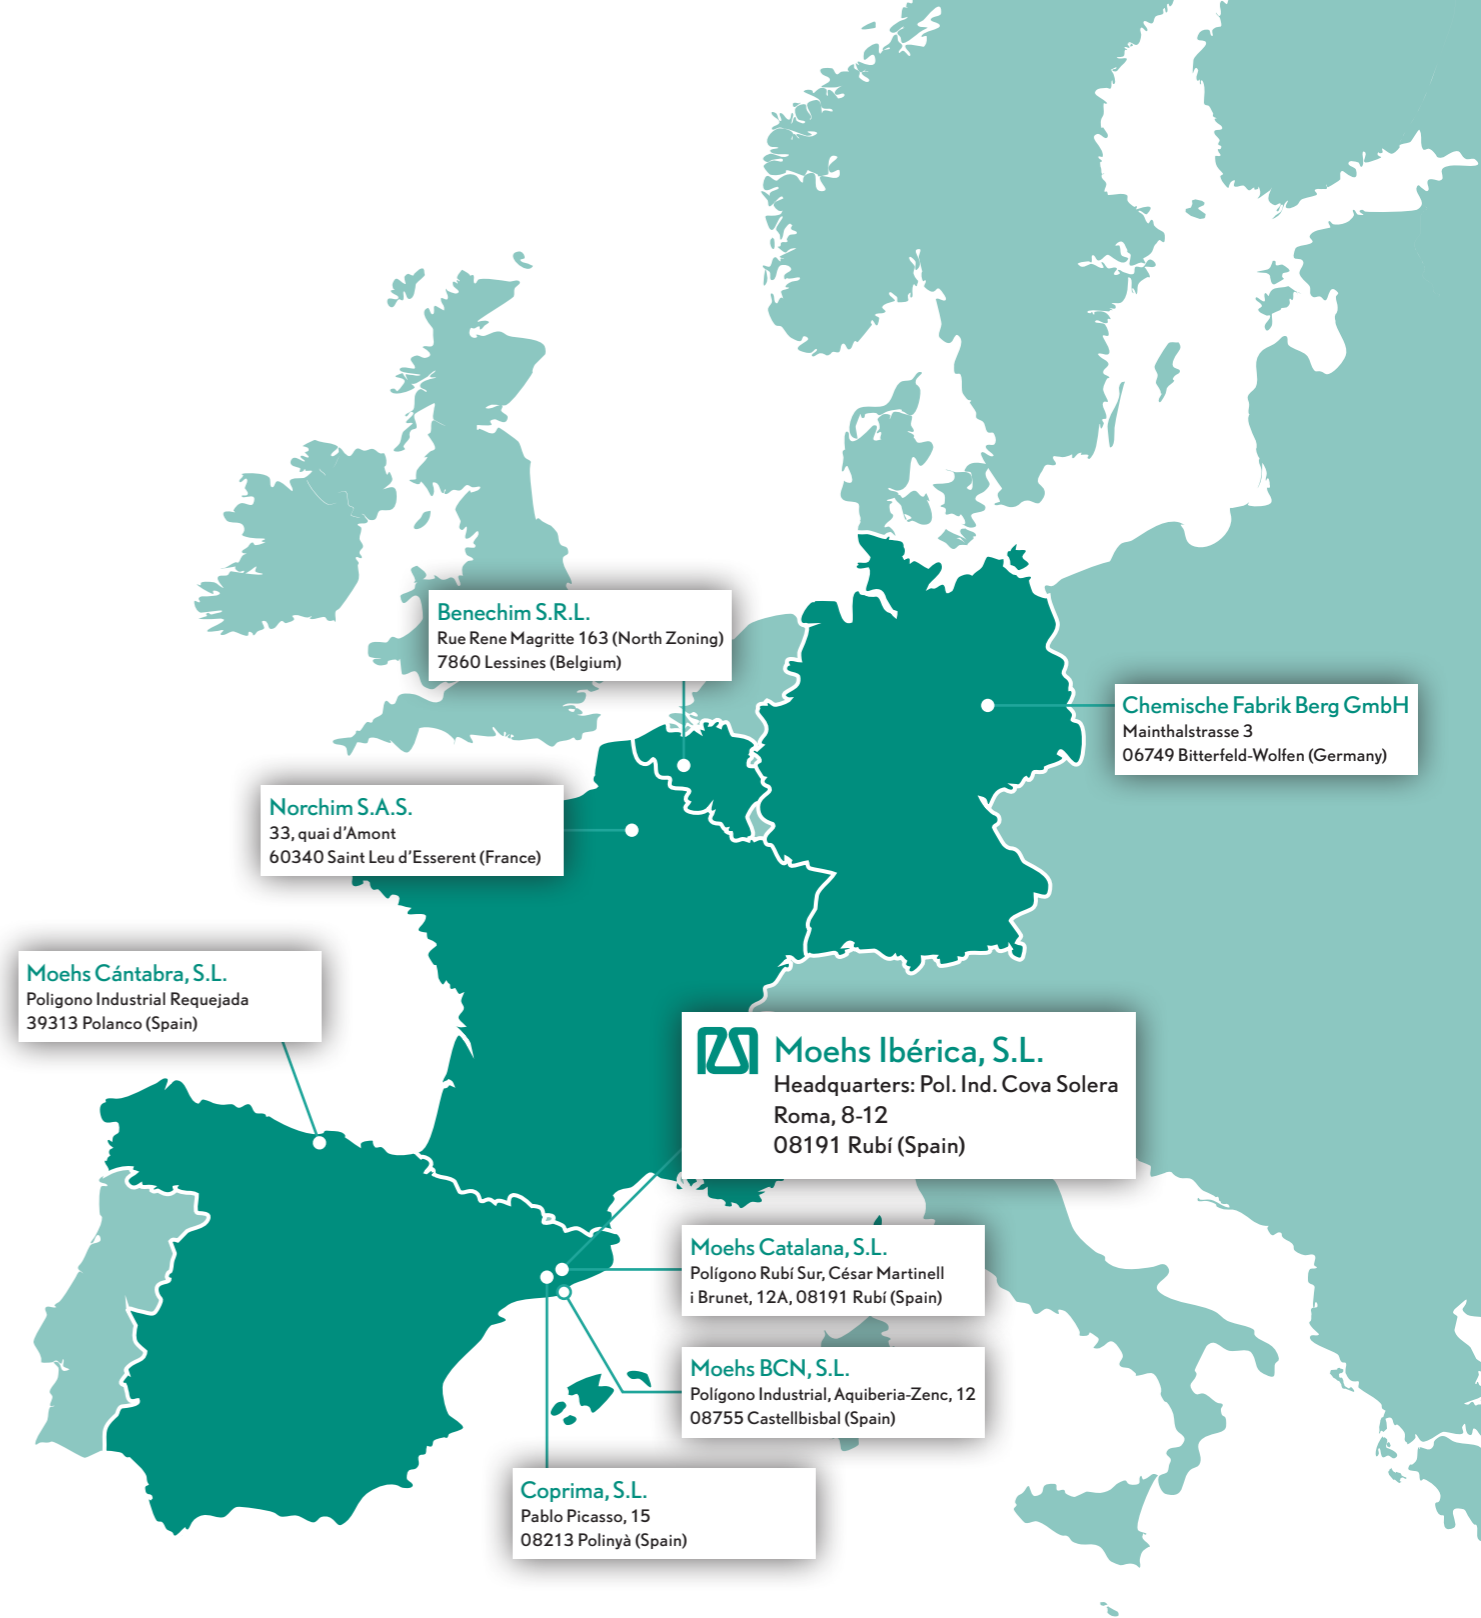 Benechim S.R.L.
Rue Rene Magritte 163 (North Zoning)
7860 Lessines (Belgium)
Chemische Fabrik Berg GmbH
Mainthalstrasse 3
06749 Bitterfeld-Wolfen (Germany)
Norchim S.A.S.
33, quai d'Amont
60340 Saint Leu d'Esserent (France)
Moehs Cántabra, S.L.
Poligono Industrial Requejada
39313 Polanco (Spain)
Moehs Ibérica, S.L.
Headquarters: Pol. Ind. Cova Solera
Roma, 8-12
08191 Rubí (Spain)
Moehs Catalana, S.L.
Polígono Rubí Sur, César Martinell
i Brunet, 12A, 08191 Rubí (Spain)
Moehs BCN, S.L.
Polígono Industrial, Aquiberia-Zenc, 12
08755 Castellbisbal (Spain)
Coprima, S.L.
Pablo Picasso, 15
08213 Polinyà (Spain)